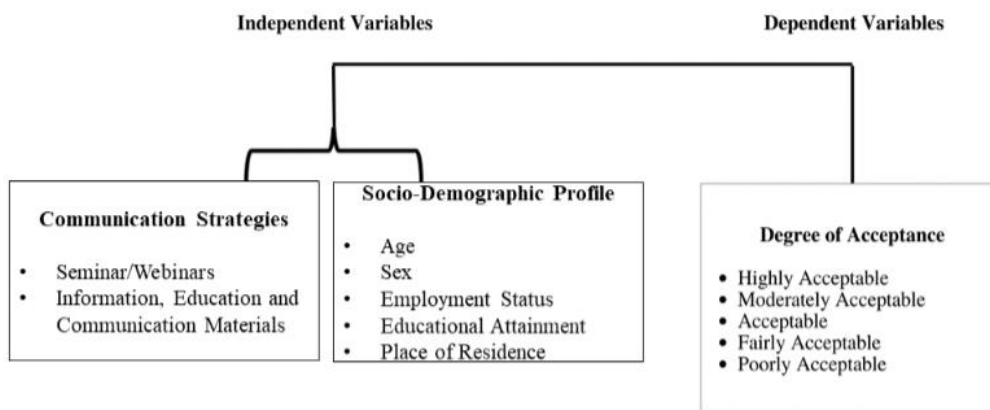 Independent Variables
Dependent Variables
Communication Strategies
• Seminar/Webinars
• Information, Education and
Communication Materials
Socio-Demographic Profile
• Age
• Sex
• Employment Status
• Educational Attainment
• Place of Residence
Degree of Acceptance
• Highly Acceptable
• Moderately Acceptable
• Acceptable
• Fairly Acceptable
• Poorly Acceptable